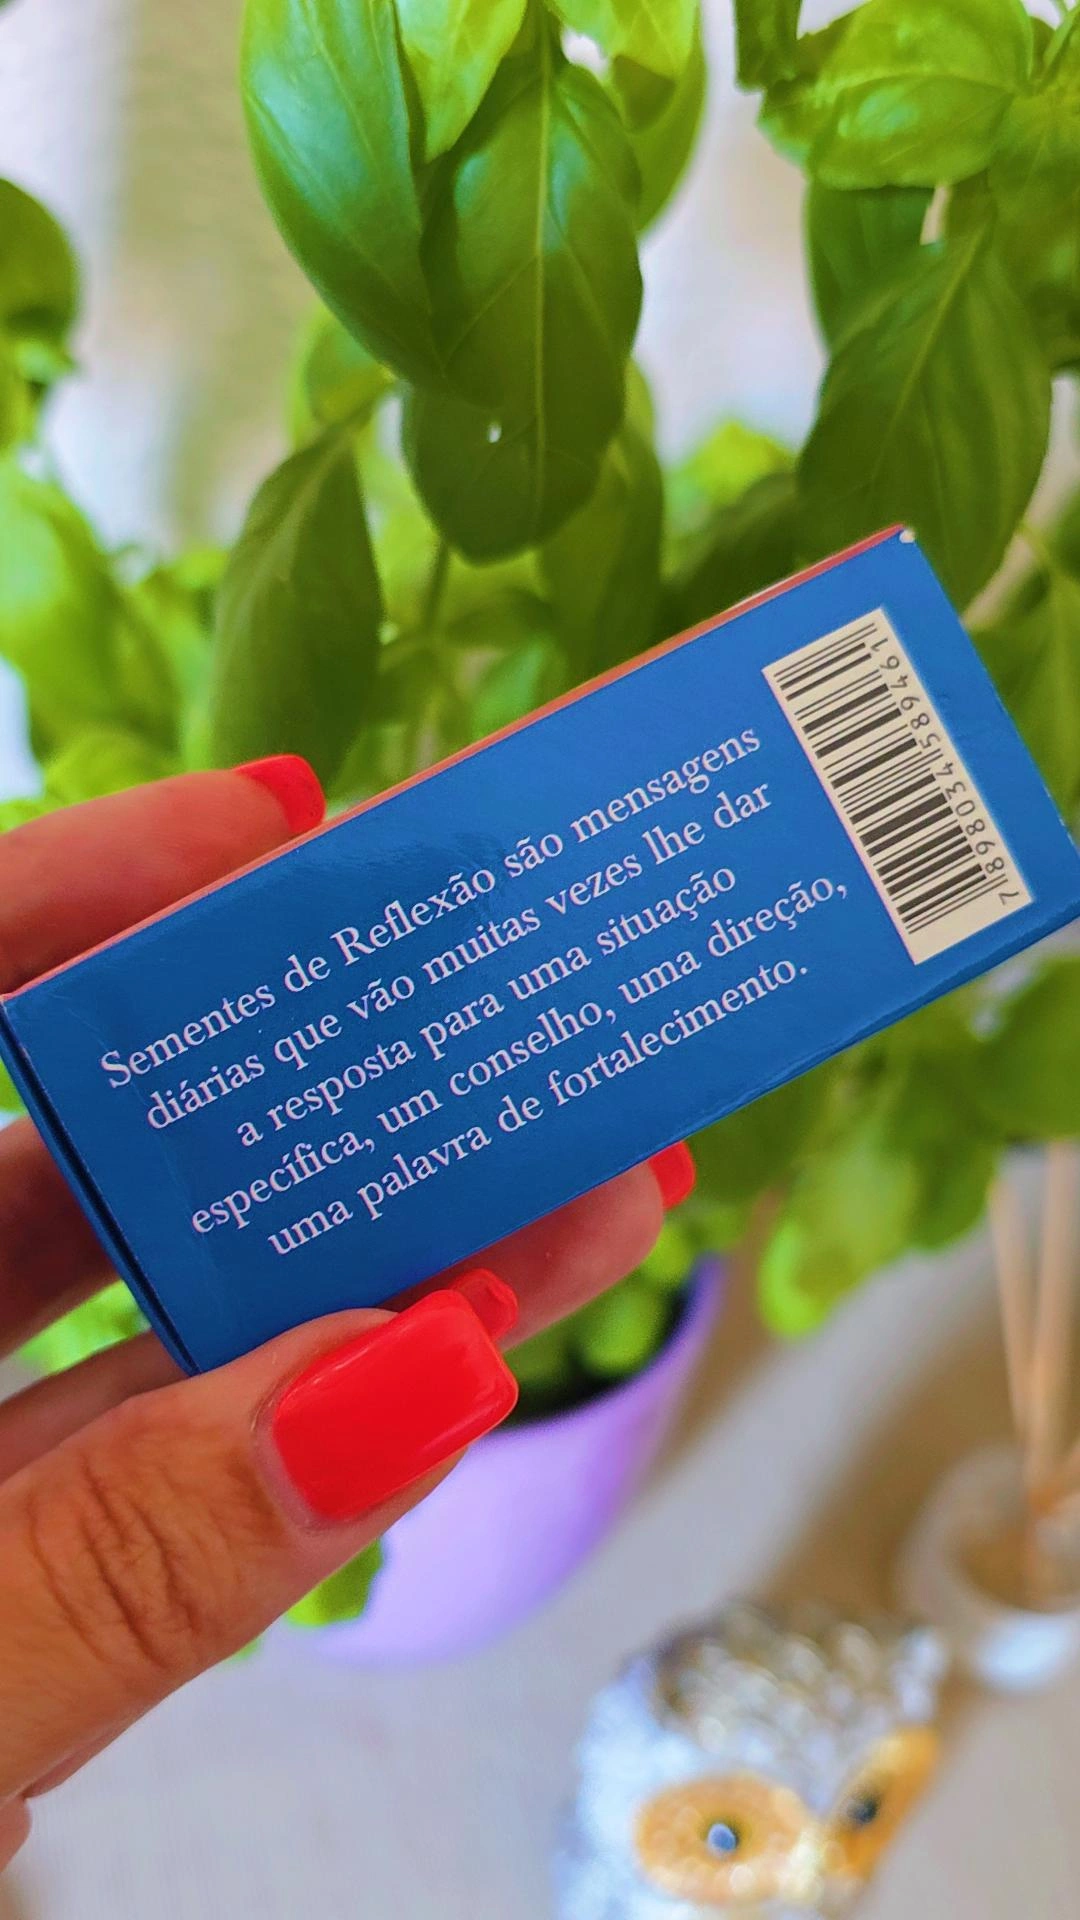 Sementes de Reflexão são mensagens
diárias que vão muitas vezes lhe dar
a resposta para uma situação
específica, um conselho, uma direção,
uma palavra de fortalecimento.
7898034589461